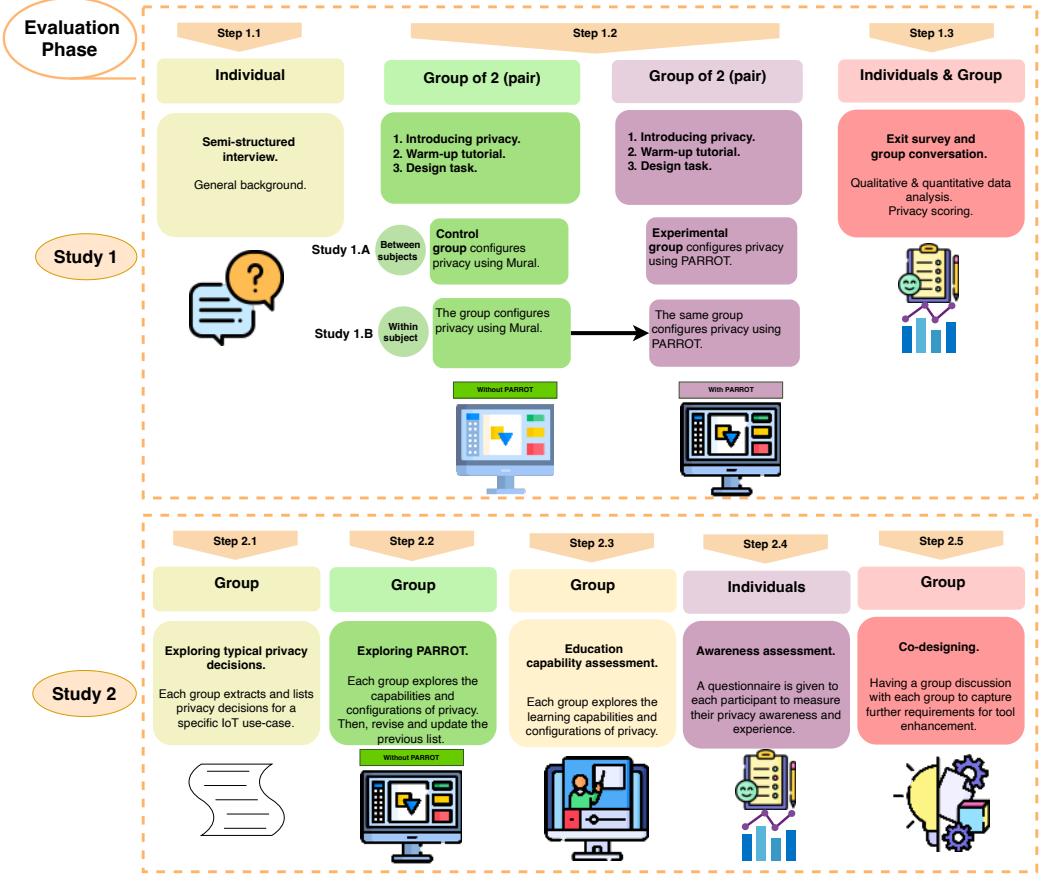 Evaluation
Phase
Step 1.1
Step 1.2
Step 1.3
Individual
Group of 2 (pair)
Group of 2 (pair)
Individuals & Group
Semi-structured
interview.
General background.
1. Introducing privacy.
2. Warm-up tutorial.
3. Design task.
1. Introducing privacy.
2. Warm-up tutorial.
3. Design task.
Exit survey and
group conversation.
Qualitative & quantitative data
analysis.
Privacy scoring.
Study 1
Study 1.A
Between
subjects
Control
group configures
privacy using Mural.
Experimental
group configures privacy
using PARROT.
Study 1.B
Within
subject
The group configures
privacy using Mural.
The same group
configures privacy using
PARROT.
Without PARROT
With PARROT
Step 2.1
Step 2.2
Step 2.3
Step 2.4
Step 2.5
Group
Group
Group
Individuals
Group
Study 2
Exploring typical privacy
decisions.
Each group extracts and lists
privacy decisions for a
specific IoT use-case.
Exploring PARROT.
Each group explores the
capabilities and
configurations of privacy.
Then, revise and update the
previous list.
Without PARROT
Education
capability assessment.
Each group explores the
learning capabilities and
configurations of privacy.
Awareness assessment.
A questionnaire is given to
each participant to measure
their privacy awareness and
experience.
Co-designing.
Having a group discussion
with each group to capture
further requirements for tool
enhancement.